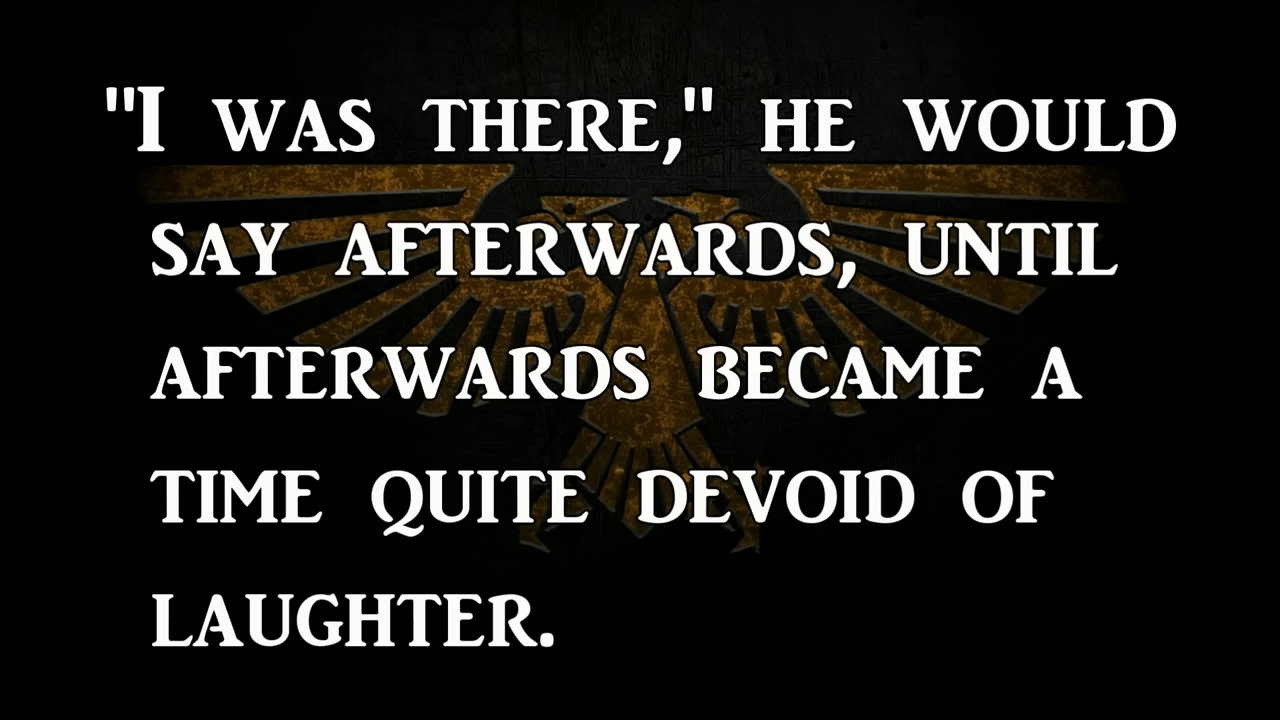 "I WAS THERE," HE WOULD
SAY AFTERWARDS, UNTIL
AFTERWARDS BECAME A
TIME QUITE DEVOID OF
LAUGHTER.